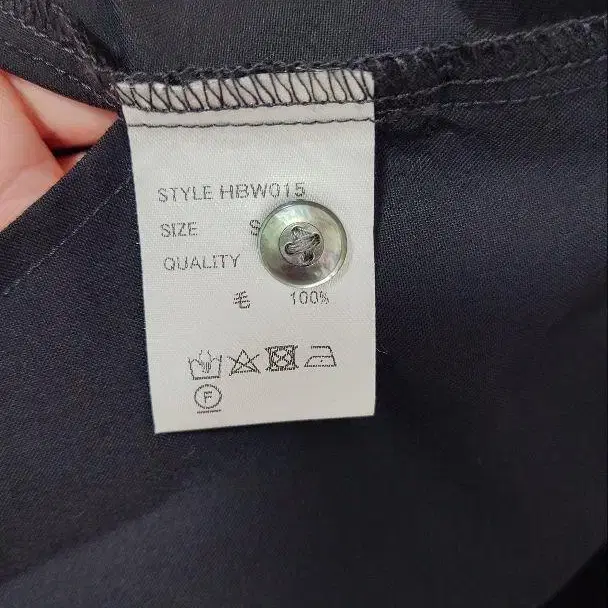 STYLE HBW015
SIZE S
QUALITY
毛 100%
F